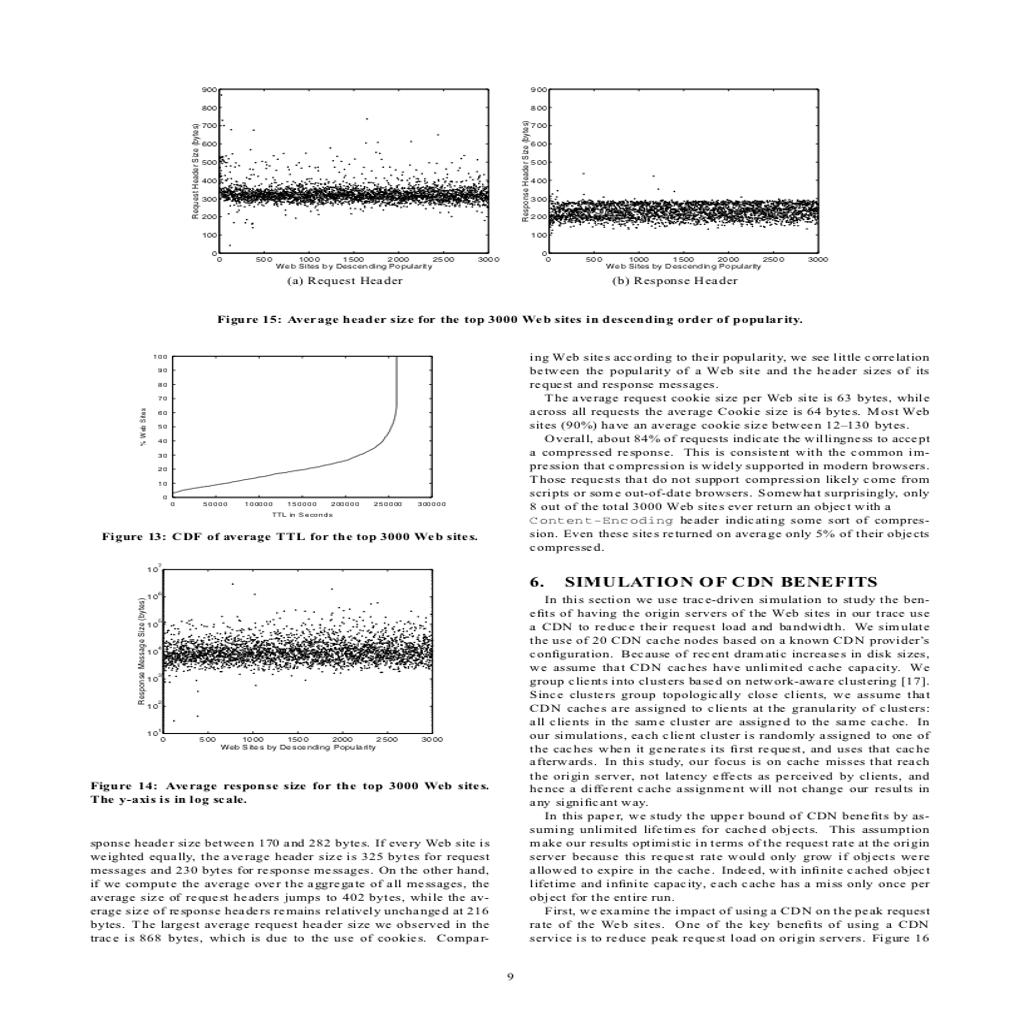 900
800
700
600
500
400
300
200
100
0
Request Header Size (bytes)
0 500 1000 1500 2000 2500 3000
Web Sites by Descending Popularity
(a) Request Header
900
800
700
600
500
400
300
200
100
0
Response Header Size (bytes)
0 500 1000 1500 2000 2500 3000
Web Sites by Descending Popularity
(b) Response Header
Figure 15: Average header size for the top 3000 Web sites in descending order of popularity.
100
90
80
70
60
50
40
30
20
10
0
% Web Sites
0 50000 100000 150000 200000 250000 300000
TTL in Seconds
Figure 13: CDF of average TTL for the top 3000 Web sites.
10^7
10^6
10^5
10^4
10^3
10^2
10^1
Response Message Size (bytes)
0 500 1000 1500 2000 2500 3000
Web Sites by Descending Popularity
Figure 14: Average response size for the top 3000 Web sites.
The y-axis is in log scale.
sponse header size between 170 and 282 bytes. If every Web site is
weighted equally, the average header size is 325 bytes for request
messages and 230 bytes for response messages. On the other hand,
if we compute the average over the aggregate of all messages, the
average size of request headers jumps to 402 bytes, while the av-
erage size of response headers remains relatively unchanged at 216
bytes. The largest average request header size we observed in the
trace is 868 bytes, which is due to the use of cookies. Compar-
ing Web sites according to their popularity, we see little correlation
between the popularity of a Web site and the header sizes of its
request and response messages.
The average request cookie size per Web site is 63 bytes, while
across all requests the average Cookie size is 64 bytes. Most Web
sites (90%) have an average cookie size between 12–130 bytes.
Overall, about 84% of requests indicate the willingness to accept
a compressed response. This is consistent with the common im-
pression that compression is widely supported in modern browsers.
Those requests that do not support compression likely come from
scripts or some out-of-date browsers. Somewhat surprisingly, only
8 out of the total 3000 Web sites ever return an object with a
Content-Encoding header indicating some sort of compres-
sion. Even these sites returned on average only 5% of their objects
compressed.
6. SIMULATION OF CDN BENEFITS
In this section we use trace-driven simulation to study the ben-
efits of having the origin servers of the Web sites in our trace use
a CDN to reduce their request load and bandwidth. We simulate
the use of 20 CDN cache nodes based on a known CDN provider's
configuration. Because of recent dramatic increases in disk sizes,
we assume that CDN caches have unlimited cache capacity. We
group clients into clusters based on network-aware clustering [17].
Since clusters group topologically close clients, we assume that
CDN caches are assigned to clients at the granularity of clusters:
all clients in the same cluster are assigned to the same cache. In
our simulations, each client cluster is randomly assigned to one of
the caches when it generates its first request, and uses that cache
afterwards. In this study, our focus is on cache misses that reach
the origin server, not latency effects as perceived by clients, and
hence a different cache assignment will not change our results in
any significant way.
In this paper, we study the upper bound of CDN benefits by as-
suming unlimited lifetimes for cached objects. This assumption
make our results optimistic in terms of the request rate at the origin
server because this request rate would only grow if objects were
allowed to expire in the cache. Indeed, with infinite cached object
lifetime and infinite capacity, each cache has a miss only once per
object for the entire run.
First, we examine the impact of using a CDN on the peak request
rate of the Web sites. One of the key benefits of using a CDN
service is to reduce peak request load on origin servers. Figure 16
9